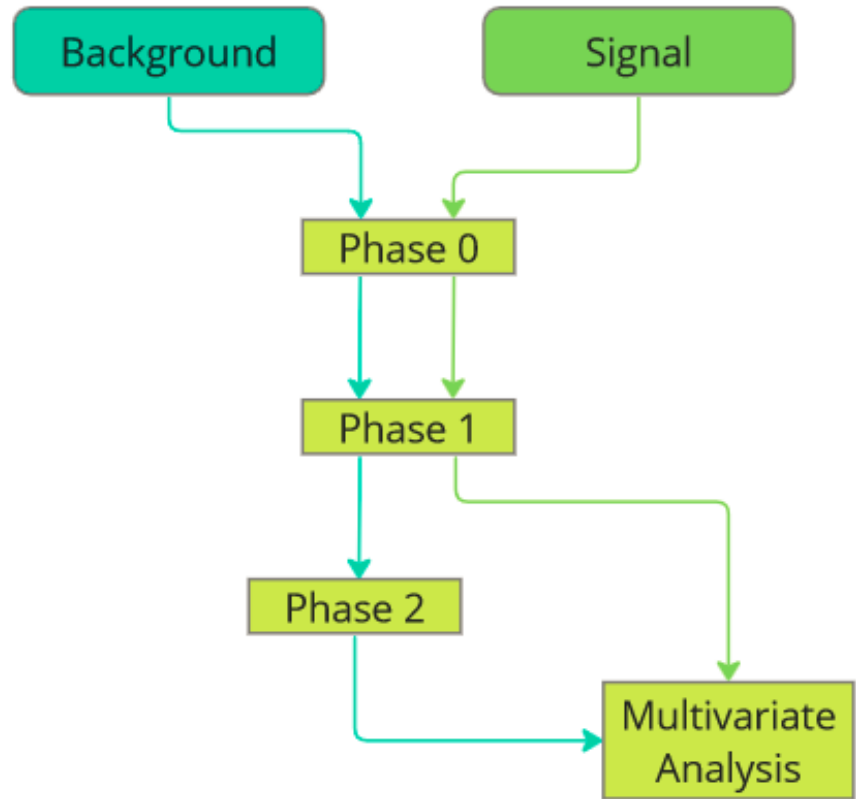 Background
Signal
Phase 0
Phase 1
Phase 2
Multivariate
Analysis